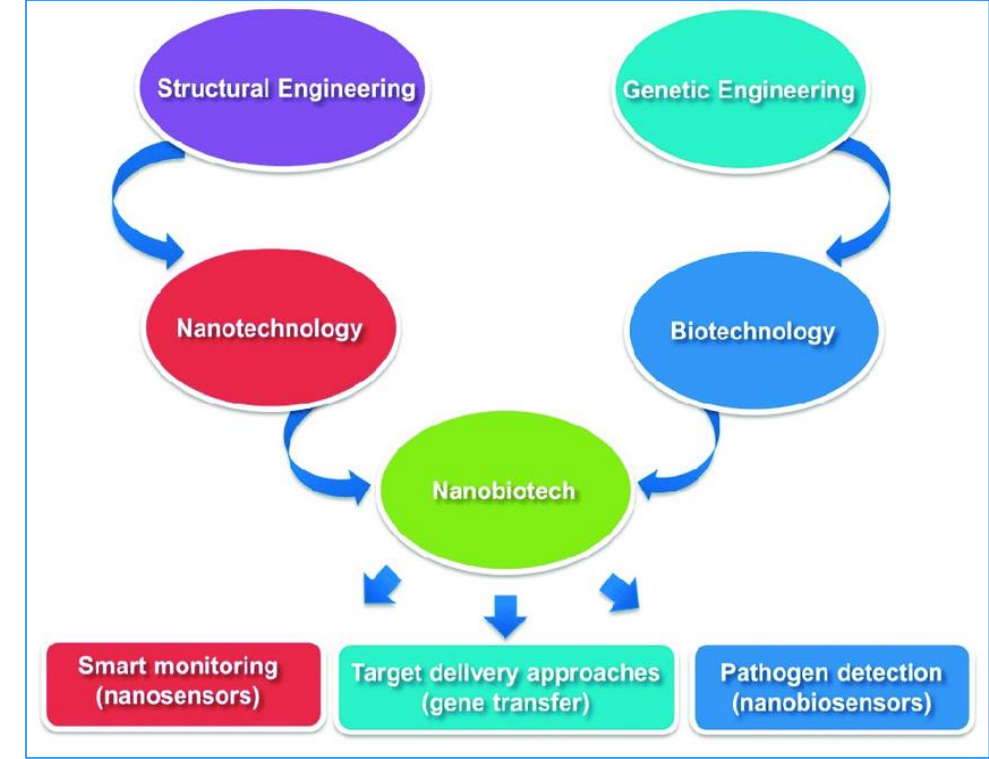 Structural Engineering
Genetic Engineering
Nanotechnology
Biotechnology
Nanobiotech
Smart monitoring
(nanosensors)
Target delivery approaches
(gene transfer)
Pathogen detection
(nanobiosensors)